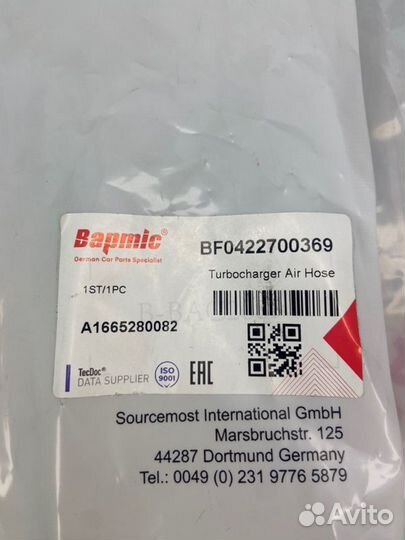 Bapmic
German Car Parts Specialist
BF0422700369
Turbocharger Air Hose
1ST/1PC
A1665280082
TecDoc
DATA SUPPLIER
ISO
9001
EAC
Sourcemost International GmbH
Marsbruchstr. 125
44287 Dortmund Germany
Tel.: 0049 (0) 231 9776 5879
Avito